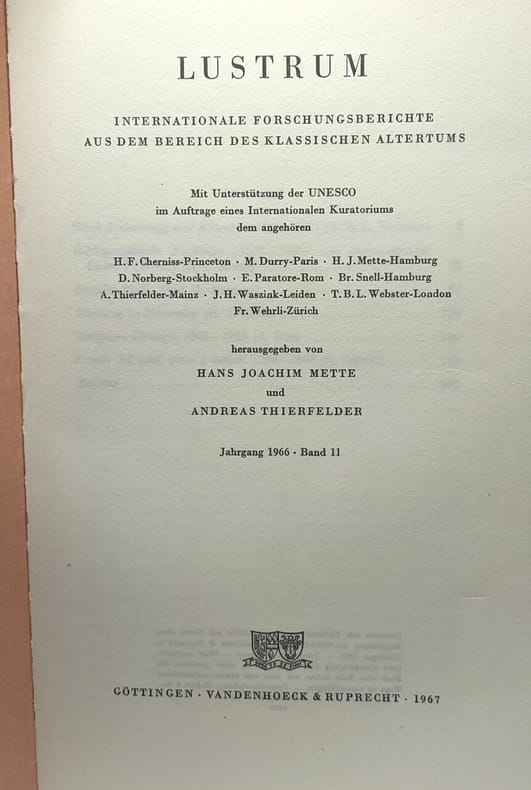 LUSTRUM
INTERNATIONALE FORSCHUNGSBERICHTE
AUS DEM BEREICH DES KLASSISCHEN ALTERTUMS
Mit Unterstützung der UNESCO
im Auftrage eines Internationalen Kuratoriums
dem angehören
H. F. Cherniss-Princeton · M. Durry-Paris · H. J. Mette-Hamburg
D. Norberg-Stockholm · E. Paratore-Rom · Br. Snell-Hamburg
A. Thierfelder-Mainz · J. H. Waszink-Leiden · T. B. L. Webster-London
Fr. Wehrli-Zürich
herausgegeben von
HANS JOACHIM METTE
und
ANDREAS THIERFELDER
Jahrgang 1966 · Band 11
GÖTTINGEN · VANDENHOECK & RUPRECHT · 1967